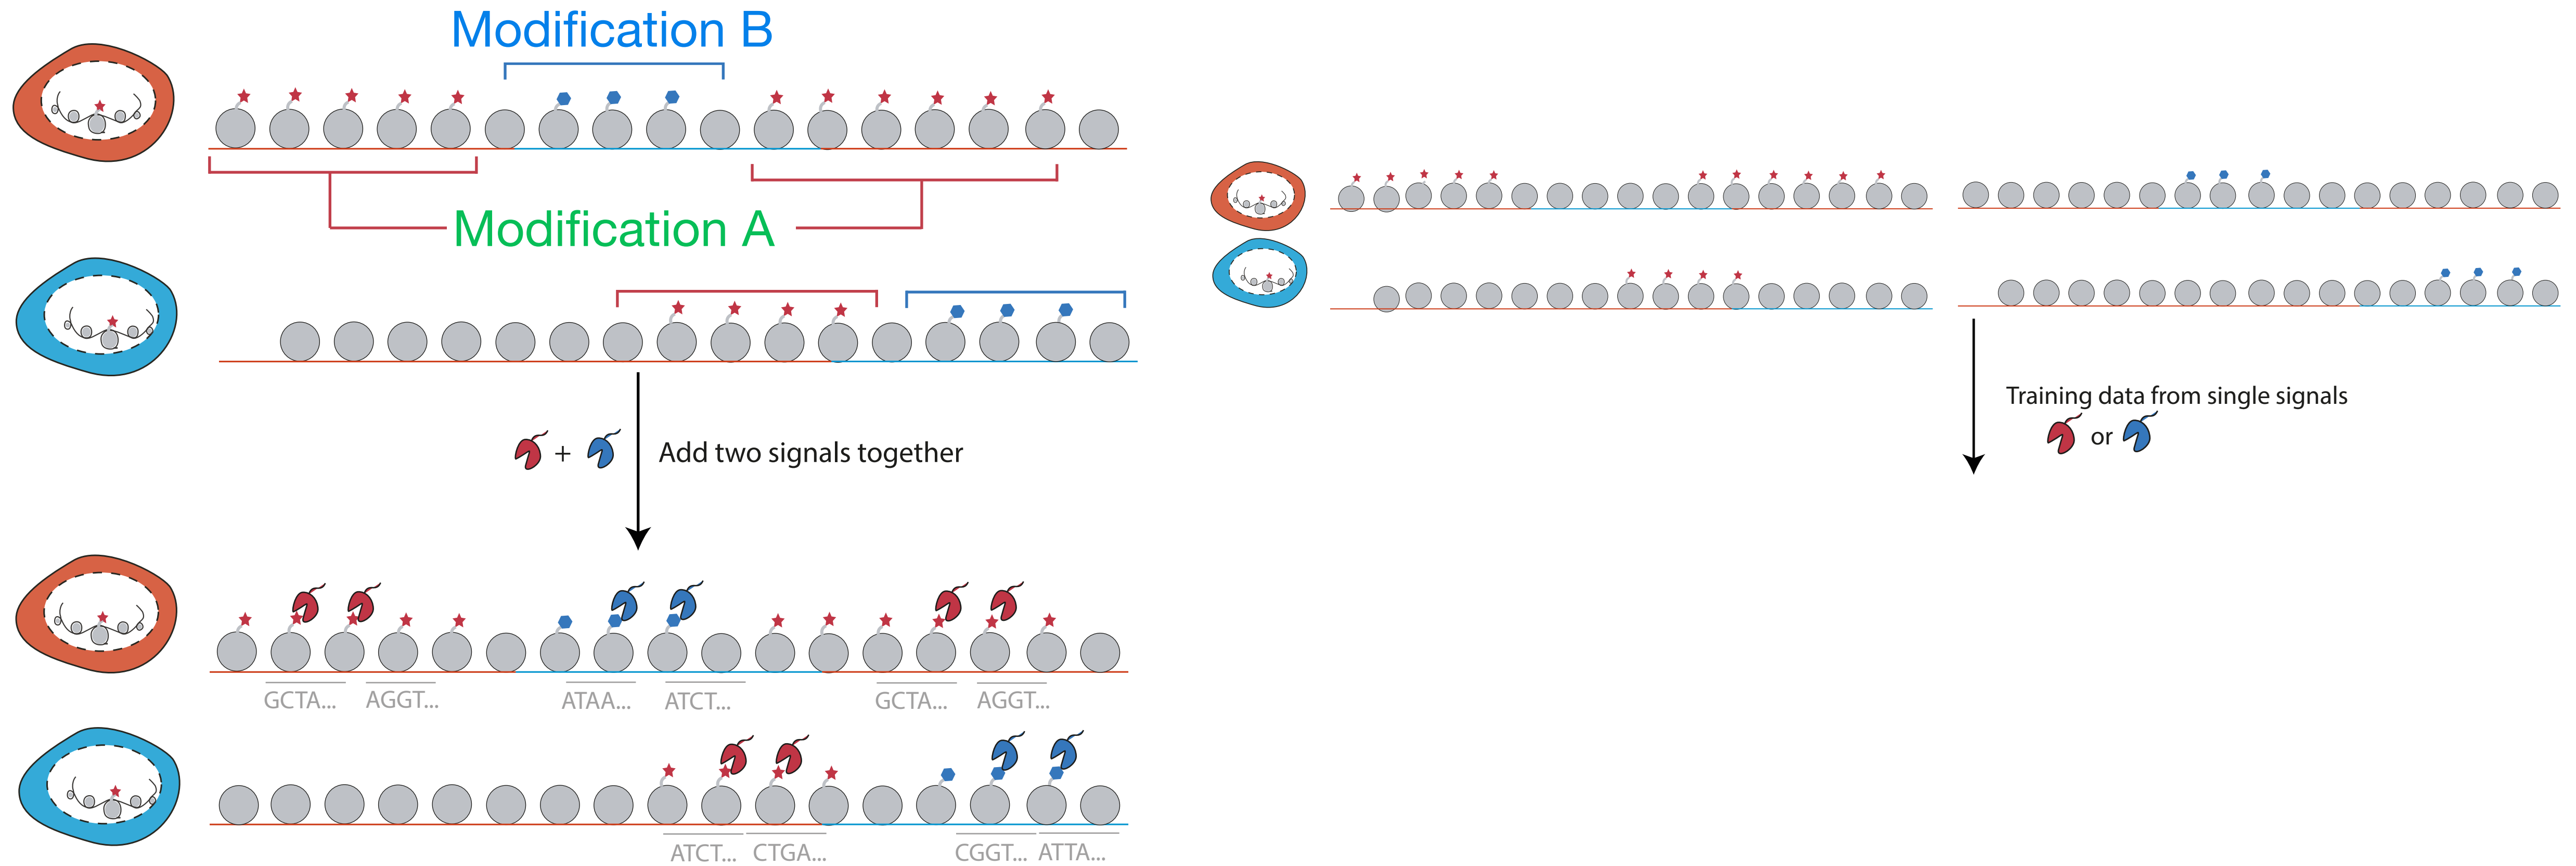 Modification B
Modification A
+ Add two signals together
GCTA... AGGT... ATAA... ATCT... GCTA... AGGT...
ATCT... CTGA... CGGT... ATTA...
Training data from single signals
or